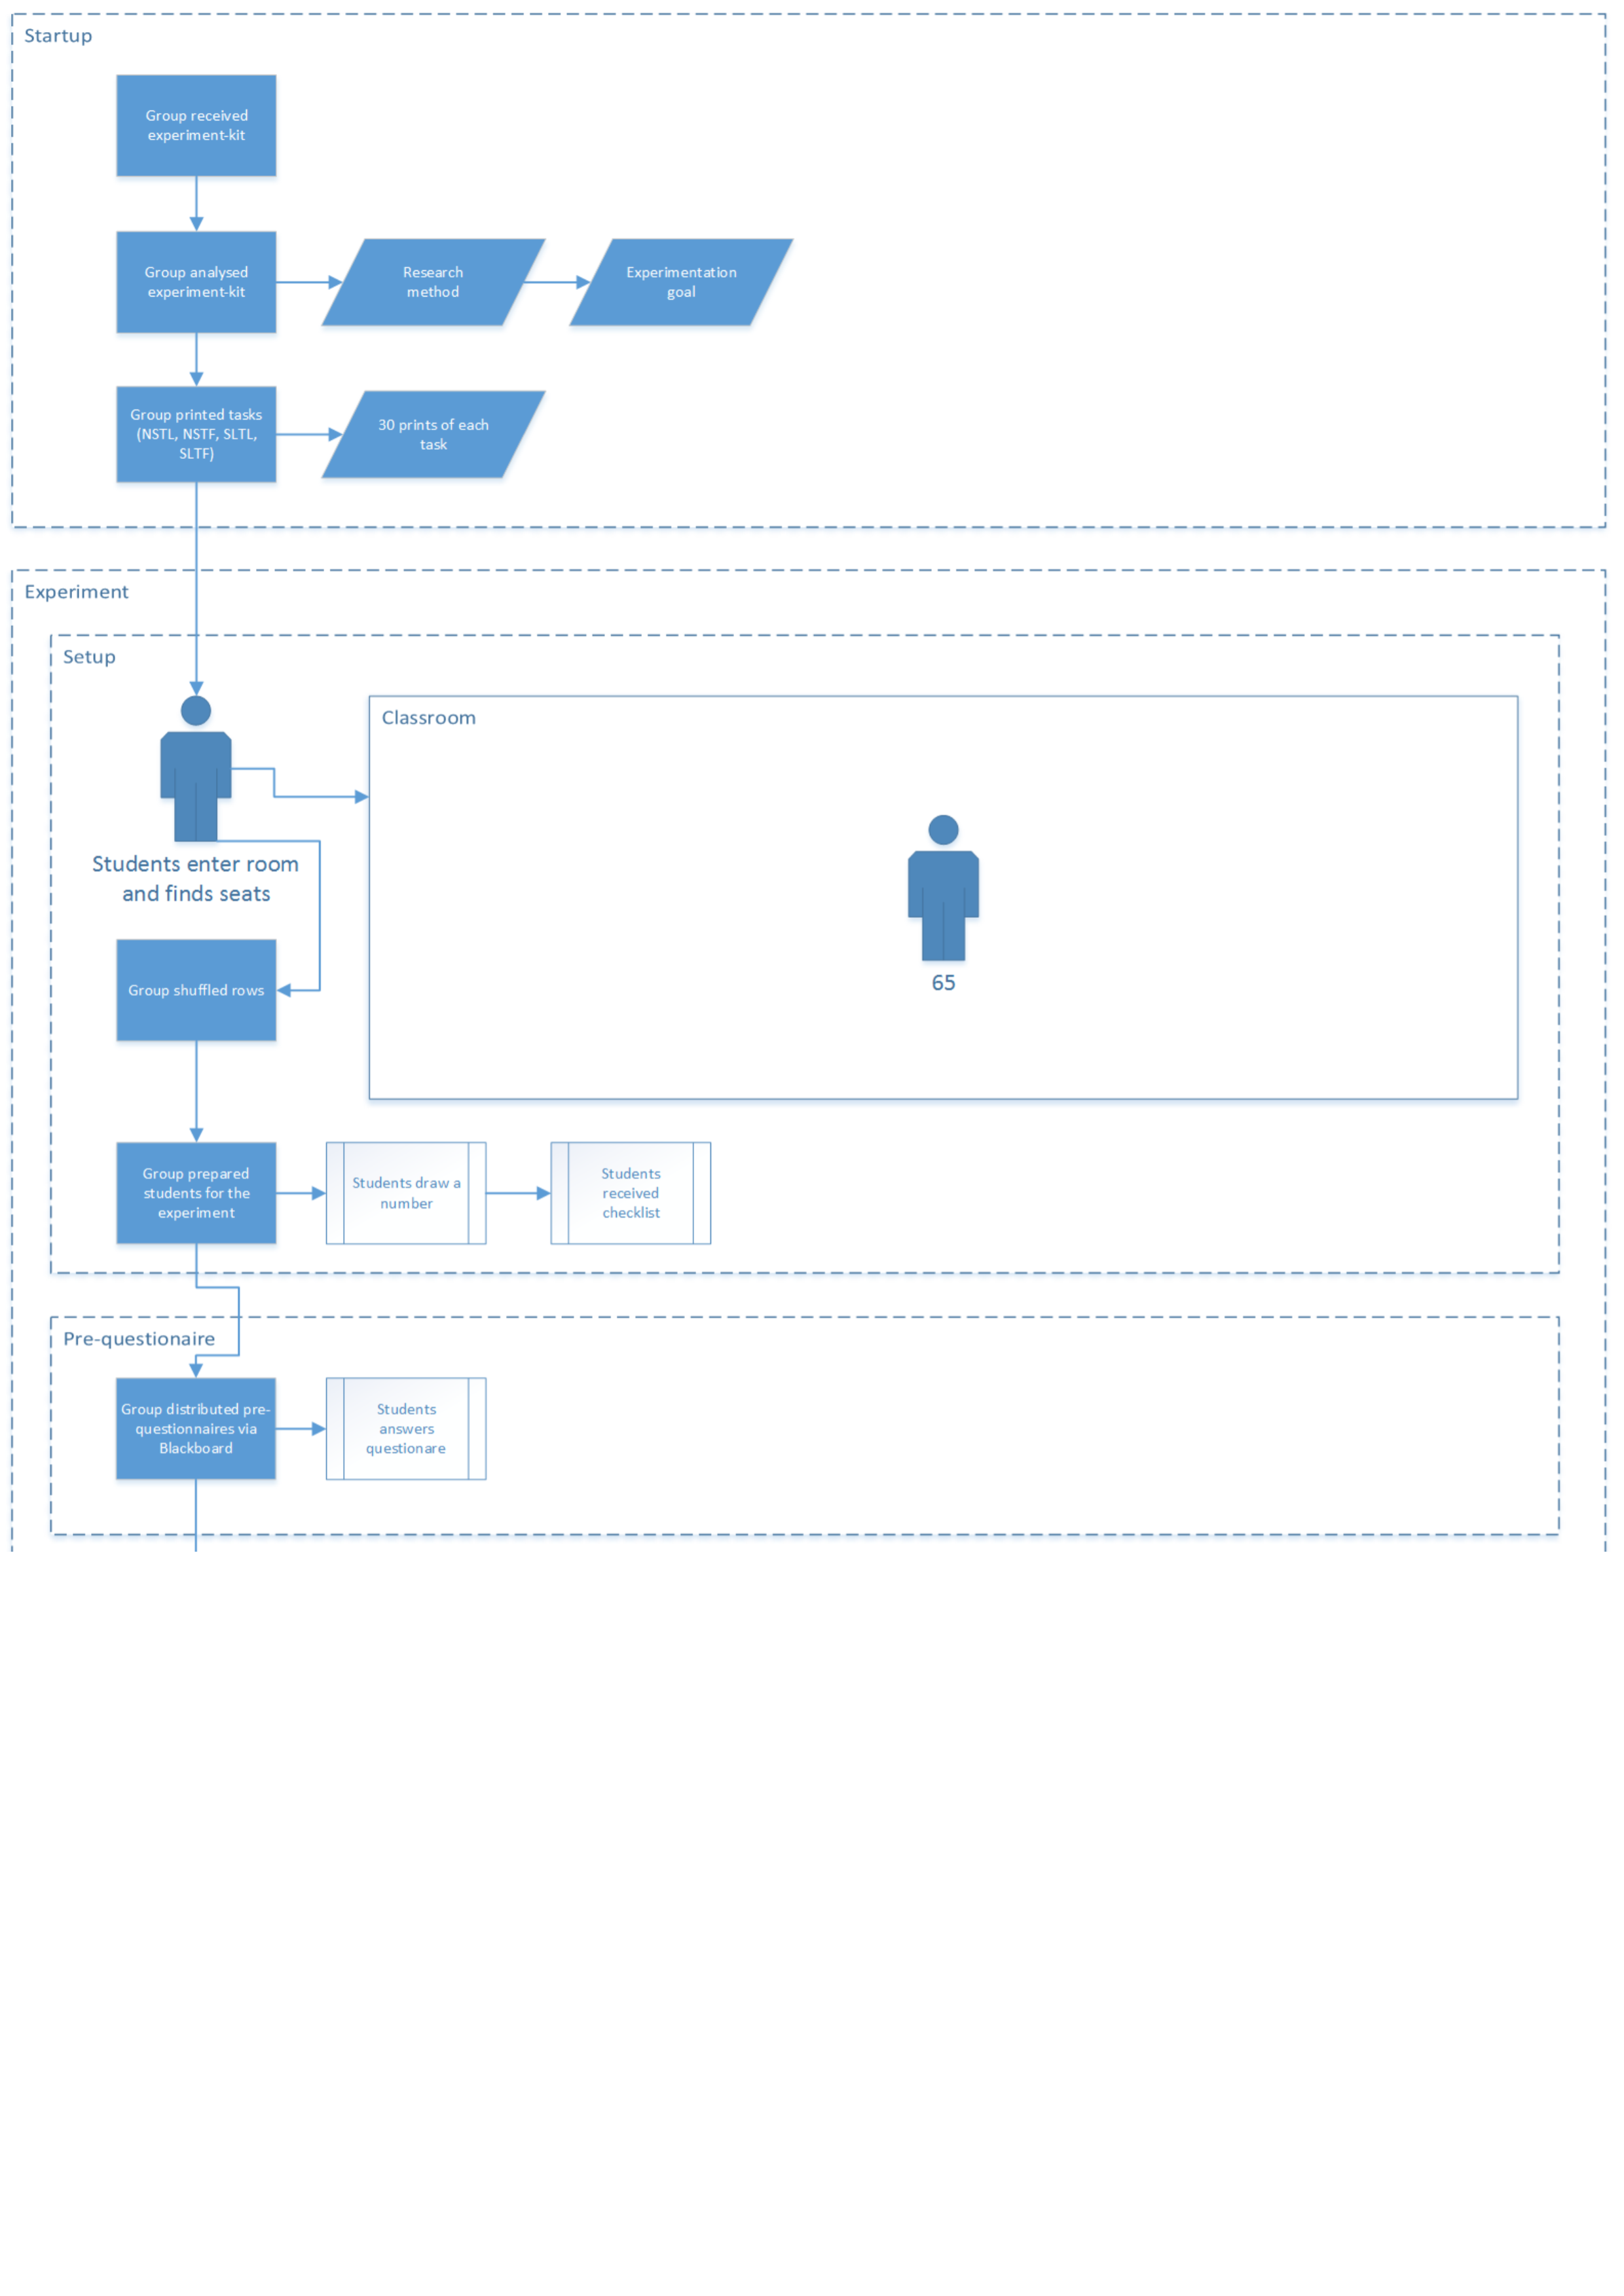 Startup
Group received
experiment-kit
Group analysed
experiment-kit
Research
method
Experimentation
goal
Group printed tasks
(NSTL, NSTF, SLTL,
SLTF)
30 prints of each
task
Experiment
Setup
Classroom
Students enter room
and finds seats
65
Group shuffled rows
Group prepared
students for the
experiment
Students draw a
number
Students
received
checklist
Pre-questionaire
Group distributed pre-
questionnaires via
Blackboard
Students
answers
questionare